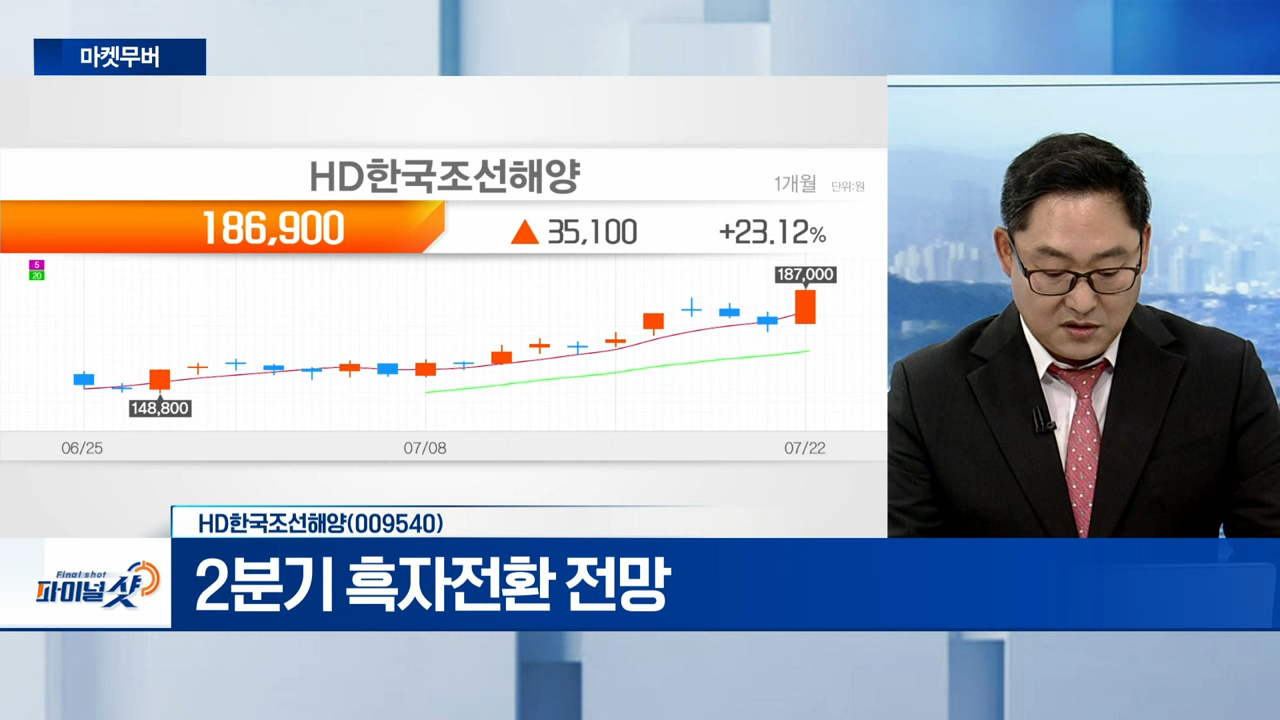 마켓무버
HD한국조선해양
1개월 단위:원
186,900 ▲ 35,100 +23.12%
5
20
187,000
148,800
06/25 07/08 07/22
HD한국조선해양(009540)
Final shot
파이널샷
2분기 흑자전환 전망